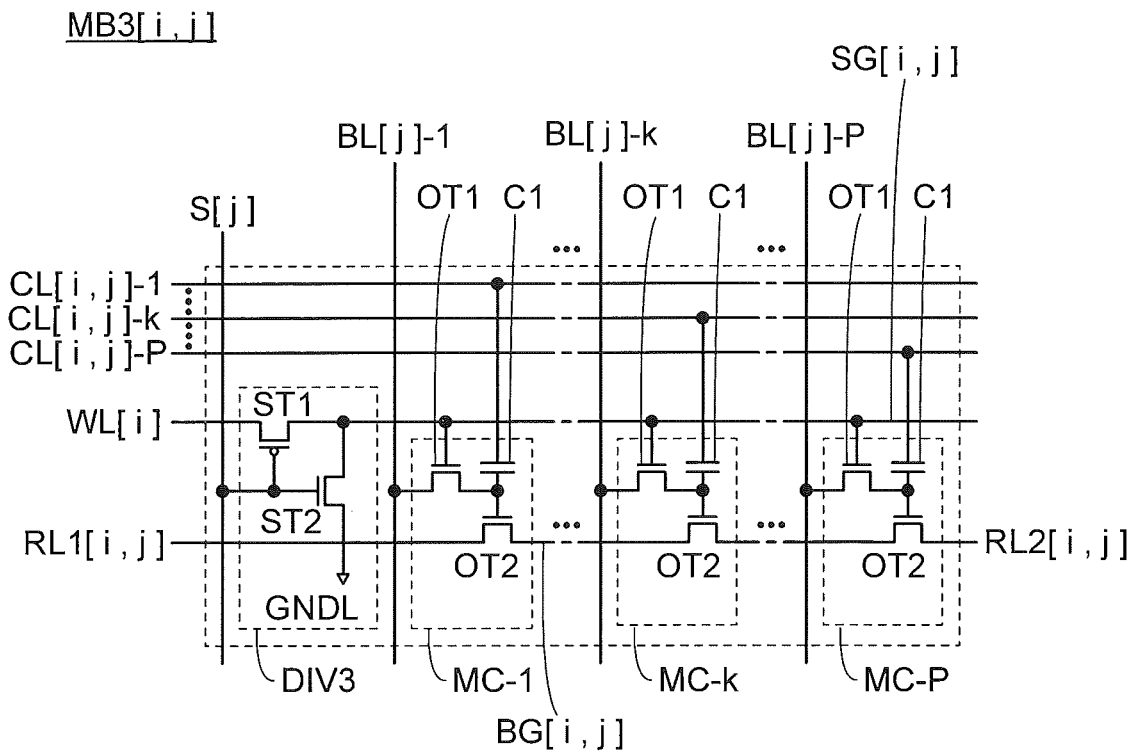 MB3[i,j]
SG[i,j]
BL[j]-1
BL[j]-k
BL[j]-P
S[j]
OT1
C1
OT1
C1
OT1
C1
CL[i,j]-1
CL[i,j]-k
CL[i,j]-P
WL[i]
ST1
ST2
RL1[i,j]
OT2
OT2
OT2
RL2[i,j]
GNDL
DIV3
MC-1
MC-k
MC-P
BG[i,j]